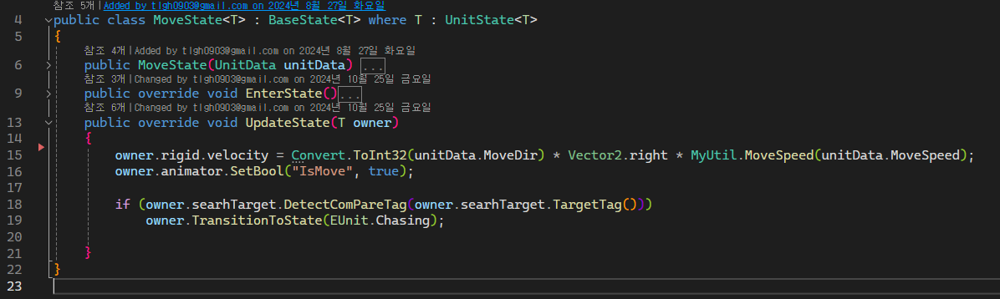 참조 5개 | Added by tlgh0903@gmail.com on 2024년 8월 27일 화요일
4 public class MoveState<T> : BaseState<T> where T : UnitState<T>
5 {
참조 4개 | Added by tlgh0903@gmail.com on 2024년 8월 27일 화요일
6 public MoveState(UnitData unitData) ...
참조 3개 | Changed by tlgh0903@gmail.com on 2024년 10월 25일 금요일
9 public override void EnterState() ...
참조 6개 | Changed by tlgh0903@gmail.com on 2024년 10월 25일 금요일
13 public override void UpdateState(T owner)
14 {
15 owner.rigid.velocity = Convert.ToInt32(unitData.MoveDir) * Vector2.right * MyUtil.MoveSpeed(unitData.MoveSpeed);
16 owner.animator.SetBool("IsMove", true);
17
18 if (owner.searhTarget.DetectComPareTag(owner.searhTarget.TargetTag()))
19 owner.TransitionToState(EUnit.Chasing);
20
21 }
22 }
23